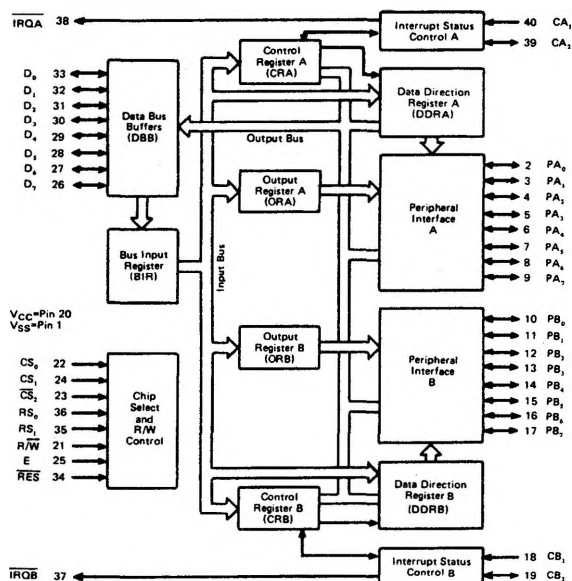 IRQA 38
Control Register A (CRA)
Interrupt Status Control A
40 CA₁
39 CA₂
D₀ 33
D₁ 32
D₂ 31
D₃ 30
D₄ 29
D₅ 28
D₆ 27
D₇ 26
Data Bus Buffers (DBB)
Output Bus
Data Direction Register A (DDRA)
Output Register A (ORA)
Peripheral Interface A
2 PA₀
3 PA₁
4 PA₂
5 PA₃
6 PA₄
7 PA₅
8 PA₆
9 PA₇
Bus Input Register (BIR)
Input Bus
VCC=Pin 20
VSS=Pin 1
CS₀ 22
CS₁ 24
CS₂ 23
RS₀ 36
RS₁ 35
R/W 21
E 25
RES 34
Chip Select and R/W Control
Output Register B (ORB)
Peripheral Interface B
10 PB₀
11 PB₁
12 PB₂
13 PB₃
14 PB₄
15 PB₅
16 PB₆
17 PB₇
Control Register B (CRB)
Data Direction Register B (DDRB)
IRQB 37
Interrupt Status Control B
18 CB₁
19 CB₂